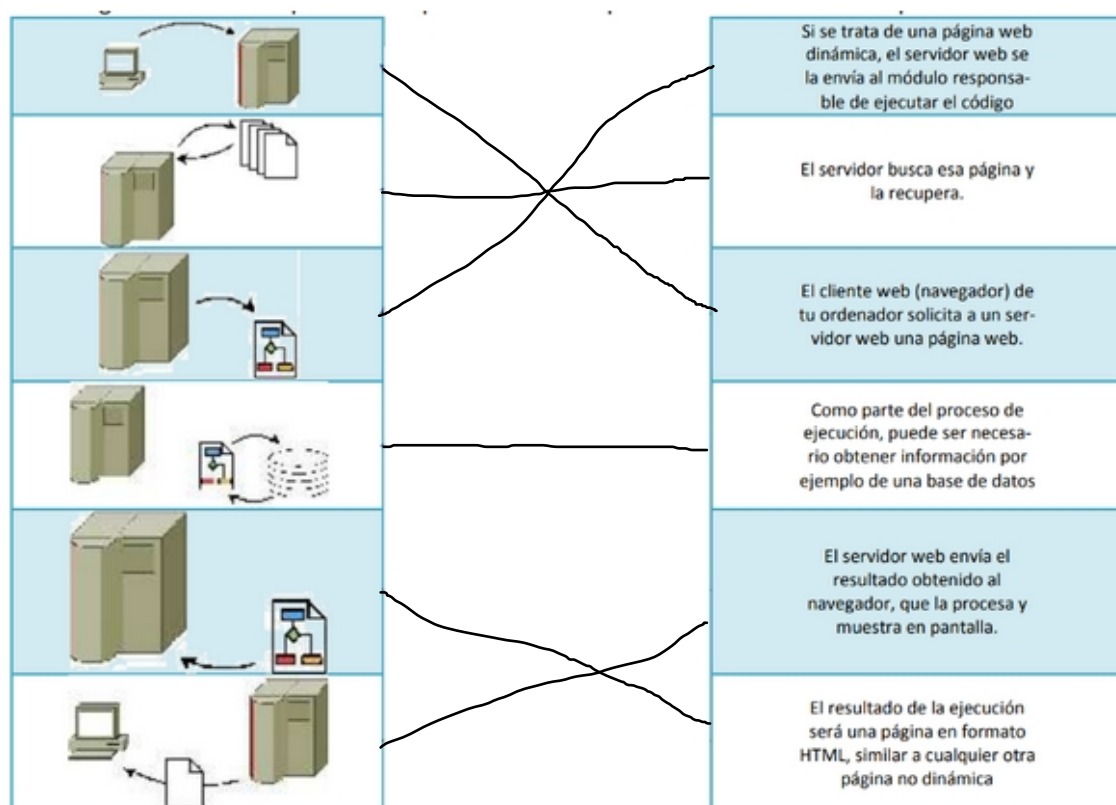 Si se trata de una página web
dinámica, el servidor web se
la envía al módulo responsa-
ble de ejecutar el código
El servidor busca esa página y
la recupera.
El cliente web (navegador) de
tu ordenador solicita a un ser-
vidor web una página web.
Como parte del proceso de
ejecución, puede ser necesa-
rio obtener información por
ejemplo de una base de datos
El servidor web envía el
resultado obtenido al
navegador, que la procesa y
muestra en pantalla.
El resultado de la ejecución
será una página en formato
HTML, similar a cualquier otra
página no dinámica